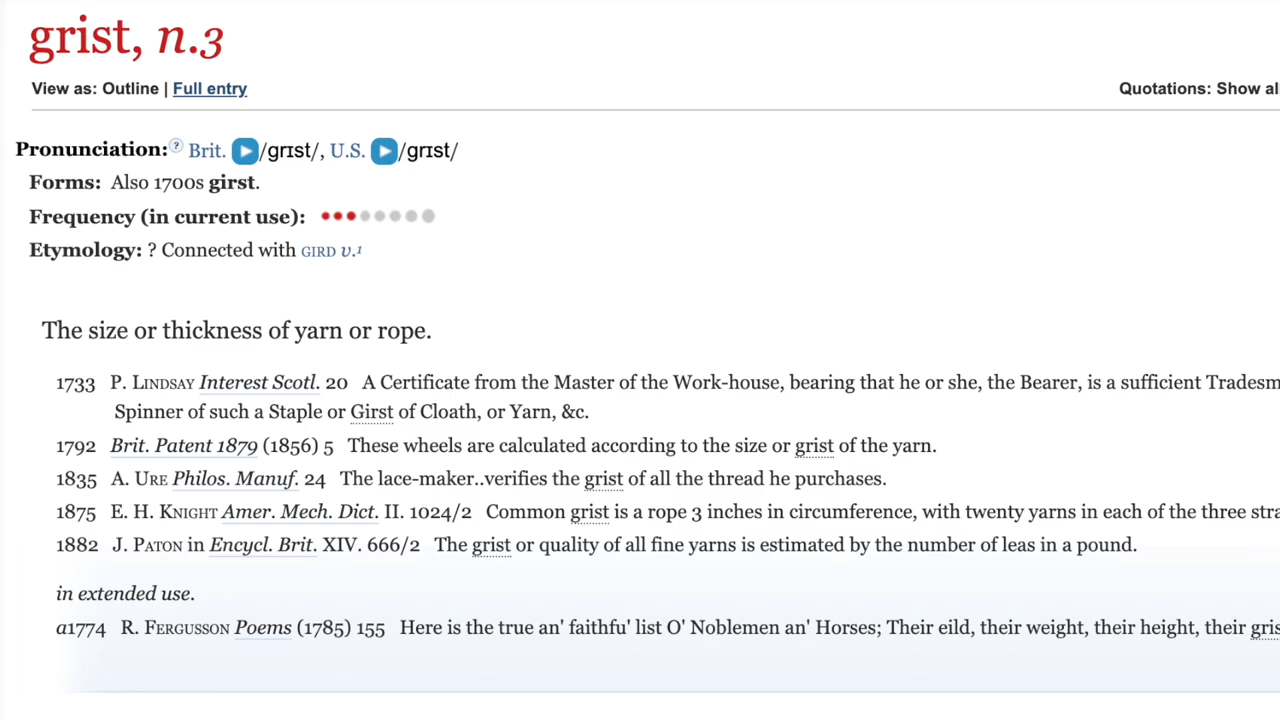 grist, n.3
View as: Outline | Full entry
Quotations: Show al
Pronunciation:? Brit. /grɪst/, U.S. /grɪst/
Forms: Also 1700s girst.
Frequency (in current use):
Etymology: ? Connected with GIRD v.1
The size or thickness of yarn or rope.
1733 P. LINDSAY Interest Scotl. 20 A Certificate from the Master of the Work-house, bearing that he or she, the Bearer, is a sufficient Tradesm
Spinner of such a Staple or Girst of Cloath, or Yarn, &c.
1792 Brit. Patent 1879 (1856) 5 These wheels are calculated according to the size or grist of the yarn.
1835 A. URE Philos. Manuf. 24 The lace-maker..verifies the grist of all the thread he purchases.
1875 E. H. KNIGHT Amer. Mech. Dict. II. 1024/2 Common grist is a rope 3 inches in circumference, with twenty yarns in each of the three stra
1882 J. PATON in Encycl. Brit. XIV. 666/2 The grist or quality of all fine yarns is estimated by the number of leas in a pound.
in extended use.
a1774 R. FERGUSSON Poems (1785) 155 Here is the true an' faithfu' list O' Noblemen an' Horses; Their eild, their weight, their height, their gris